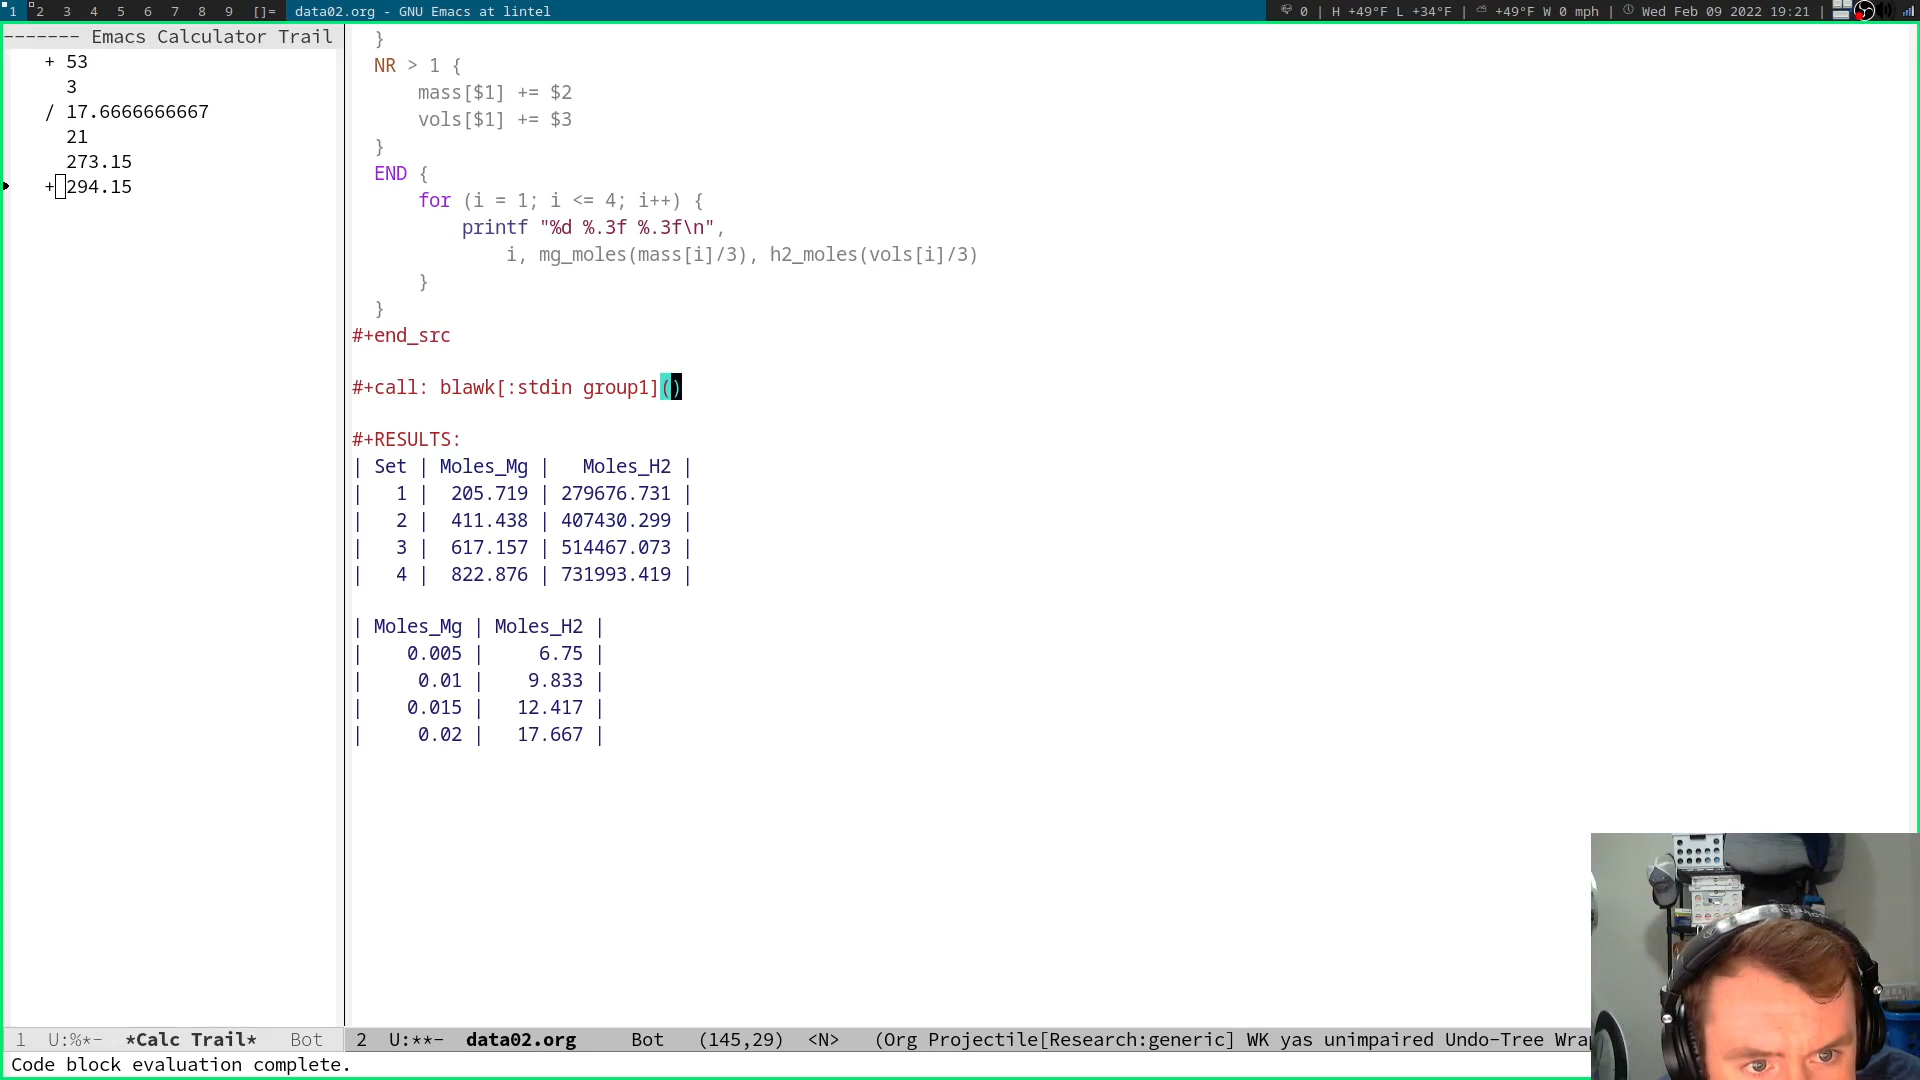 1 2 3 4 5 6 7 8 9 []= data02.org - GNU Emacs at lintel 0 | H +49°F L +34°F | +49°F W 0 mph | Wed Feb 09 2022 19:21 |
------- Emacs Calculator Trail
+ 53
3
/ 17.6666666667
21
273.15
+ 294.15
}
NR > 1 {
mass[$1] += $2
vols[$1] += $3
}
END {
for (i = 1; i <= 4; i++) {
printf "%d %.3f %.3f\n",
i, mg_moles(mass[i]/3), h2_moles(vols[i]/3)
}
}
#+end_src
#+call: blawk[:stdin group1]()
#+RESULTS:
| Set | Moles_Mg | Moles_H2 |
| 1 | 205.719 | 279676.731 |
| 2 | 411.438 | 407430.299 |
| 3 | 617.157 | 514467.073 |
| 4 | 822.876 | 731993.419 |
| Moles_Mg | Moles_H2 |
| 0.005 | 6.75 |
| 0.01 | 9.833 |
| 0.015 | 12.417 |
| 0.02 | 17.667 |
1 U:%*- *Calc Trail* Bot
2 U:**- data02.org Bot (145,29) <N> (Org Projectile[Research:generic] WK yas unimpaired Undo-Tree Wra
Code block evaluation complete.